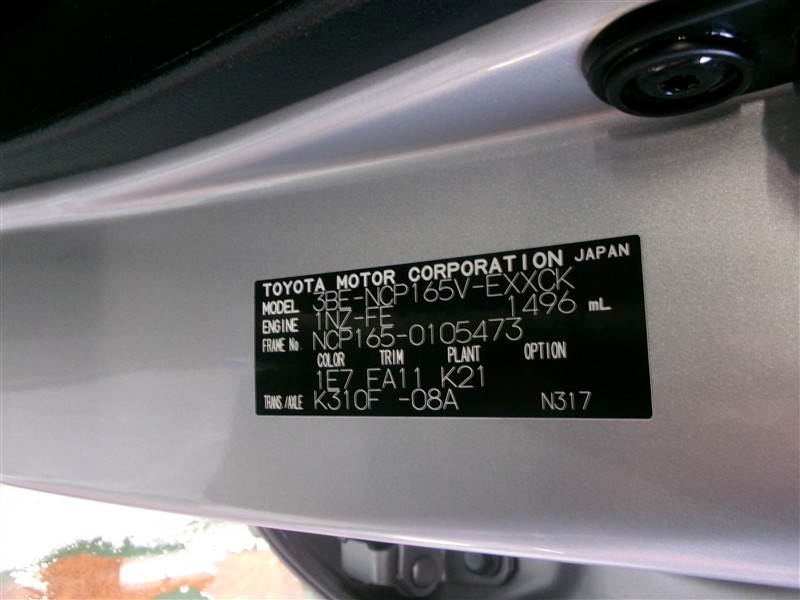 TOYOTA MOTOR CORPORATION JAPAN
MODEL 3BE-NCP165V-EXXCK
ENGINE 1NZ-FE 1496 mL
FRAME No. NCP165-0105473
COLOR TRIM PLANT OPTION
1E7 FA11 K21
TRANS./AXLE K310F -08A N317